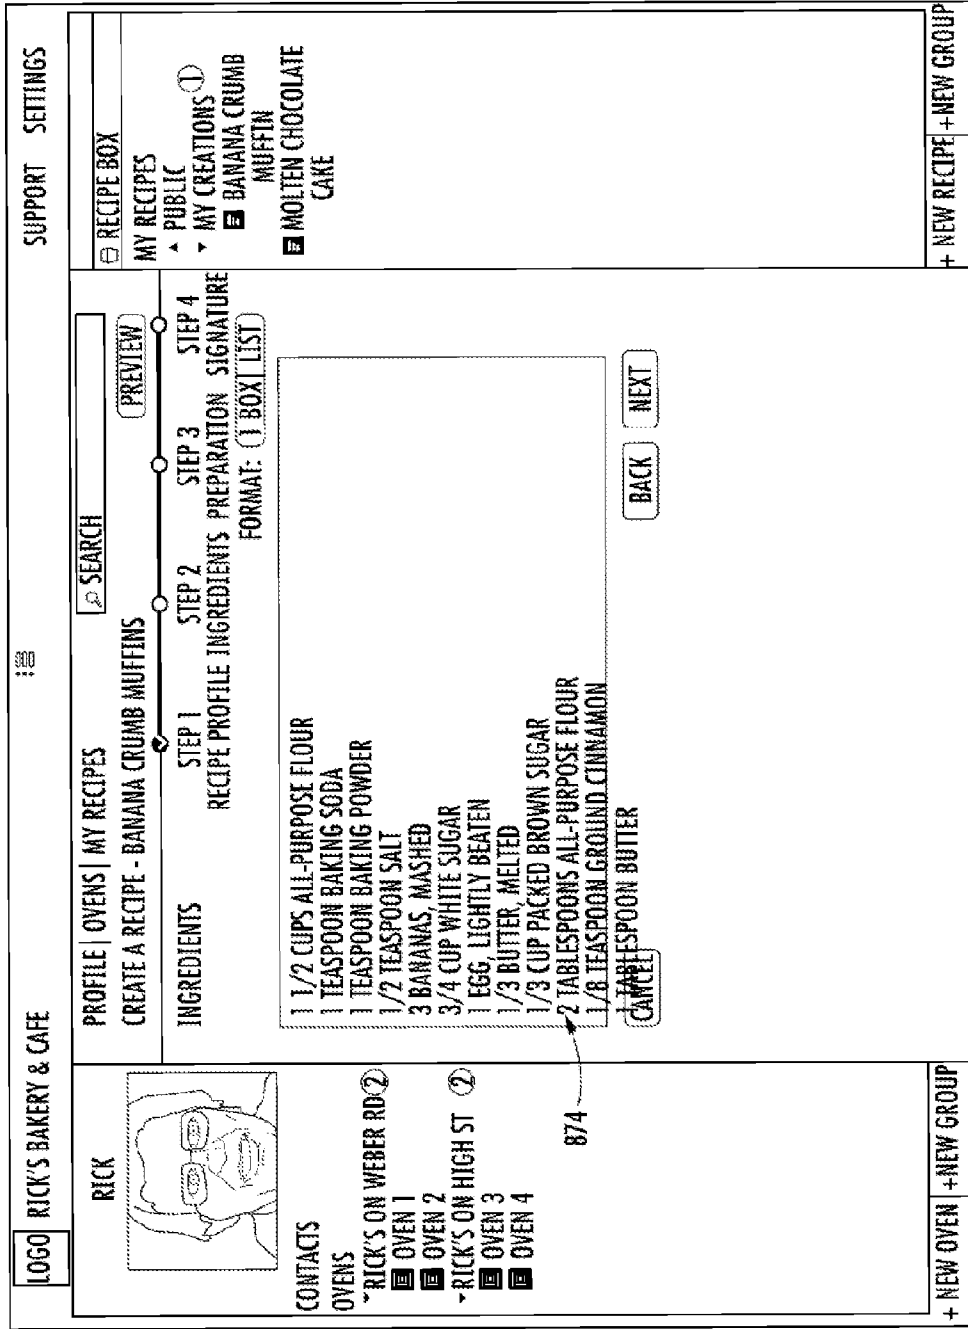 LOGO RICK'S BAKERY & CAFE
SUPPORT SETTINGS
RICK
CONTACTS
OVENS
RICK'S ON WEBER RD 2
OVEN 1
OVEN 2
RICK'S ON HIGH ST 2
OVEN 3
OVEN 4
874
+ NEW OVEN +NEW GROUP
PROFILE | OVENS | MY RECIPES
SEARCH
CREATE A RECIPE - BANANA CRUMB MUFFINS
PREVIEW
INGREDIENTS
STEP 1 STEP 2 STEP 3 STEP 4
RECIPE PROFILE INGREDIENTS PREPARATION SIGNATURE
FORMAT: 1 BOX | LIST
1 1/2 CUPS ALL-PURPOSE FLOUR
1 TEASPOON BAKING SODA
1 TEASPOON BAKING POWDER
1/2 TEASPOON SALT
3 BANANAS, MASHED
3/4 CUP WHITE SUGAR
1 EGG, LIGHTLY BEATEN
1/3 BUTTER, MELTED
1/3 CUP PACKED BROWN SUGAR
2 TABLESPOONS ALL-PURPOSE FLOUR
1/8 TEASPOON GROUND CINNAMON
1 TABLESPOON BUTTER
CANCEL
BACK NEXT
RECIPE BOX
MY RECIPES
PUBLIC
MY CREATIONS 1
BANANA CRUMB
MUFFIN
MOLTEN CHOCOLATE
CAKE
+ NEW RECIPE +NEW GROUP